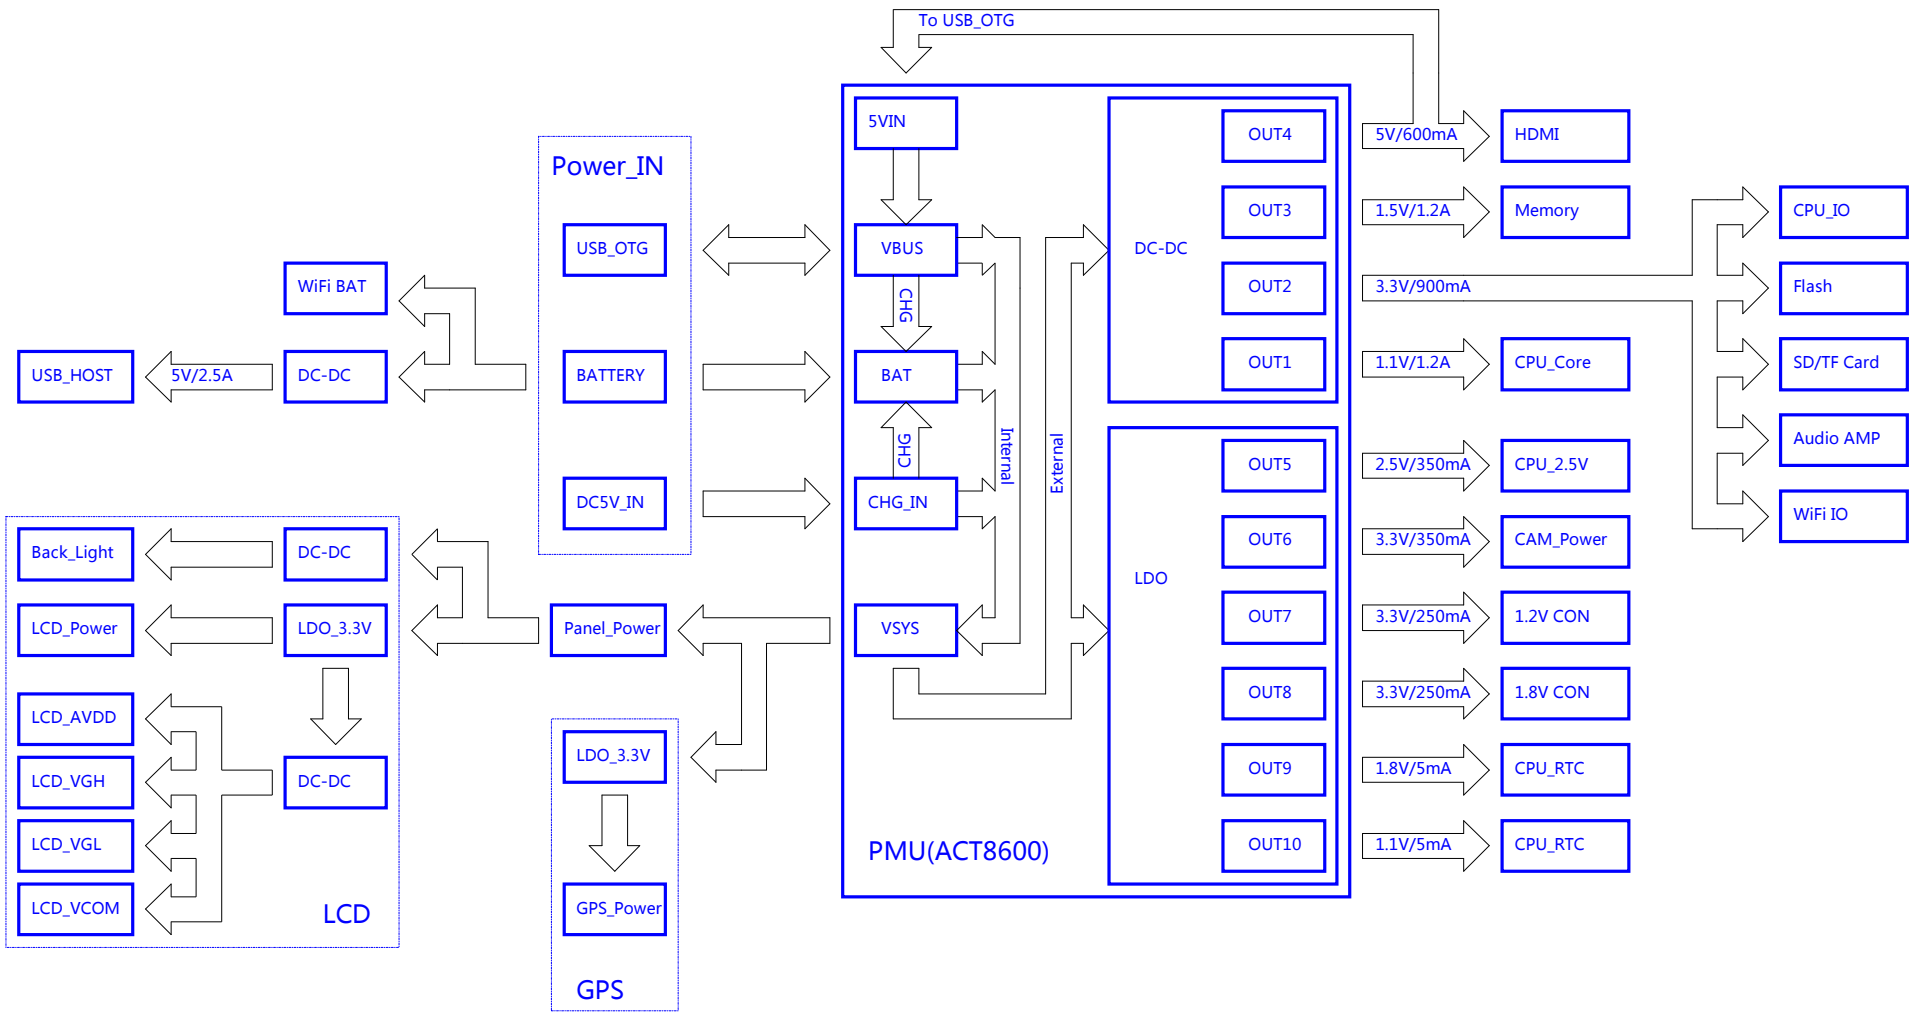 To USB_OTG
5VIN
OUT4
5V/600mA
HDMI
Power_IN
OUT3
1.5V/1.2A
Memory
CPU_IO
USB_OTG
VBUS
DC-DC
WiFi BAT
CHG
OUT2
3.3V/900mA
Flash
USB_HOST
5V/2.5A
DC-DC
BATTERY
BAT
OUT1
1.1V/1.2A
CPU_Core
SD/TF Card
CHG
Internal
External
OUT5
2.5V/350mA
CPU_2.5V
Audio AMP
DC5V_IN
CHG_IN
WiFi IO
Back_Light
DC-DC
OUT6
3.3V/350mA
CAM_Power
LDO
LCD_Power
LDO_3.3V
Panel_Power
VSYS
OUT7
3.3V/250mA
1.2V CON
OUT8
3.3V/250mA
1.8V CON
LCD_AVDD
LDO_3.3V
OUT9
1.8V/5mA
CPU_RTC
LCD_VGH
DC-DC
LCD_VGL
PMU(ACT8600)
OUT10
1.1V/5mA
CPU_RTC
LCD_VCOM
LCD
GPS_Power
GPS